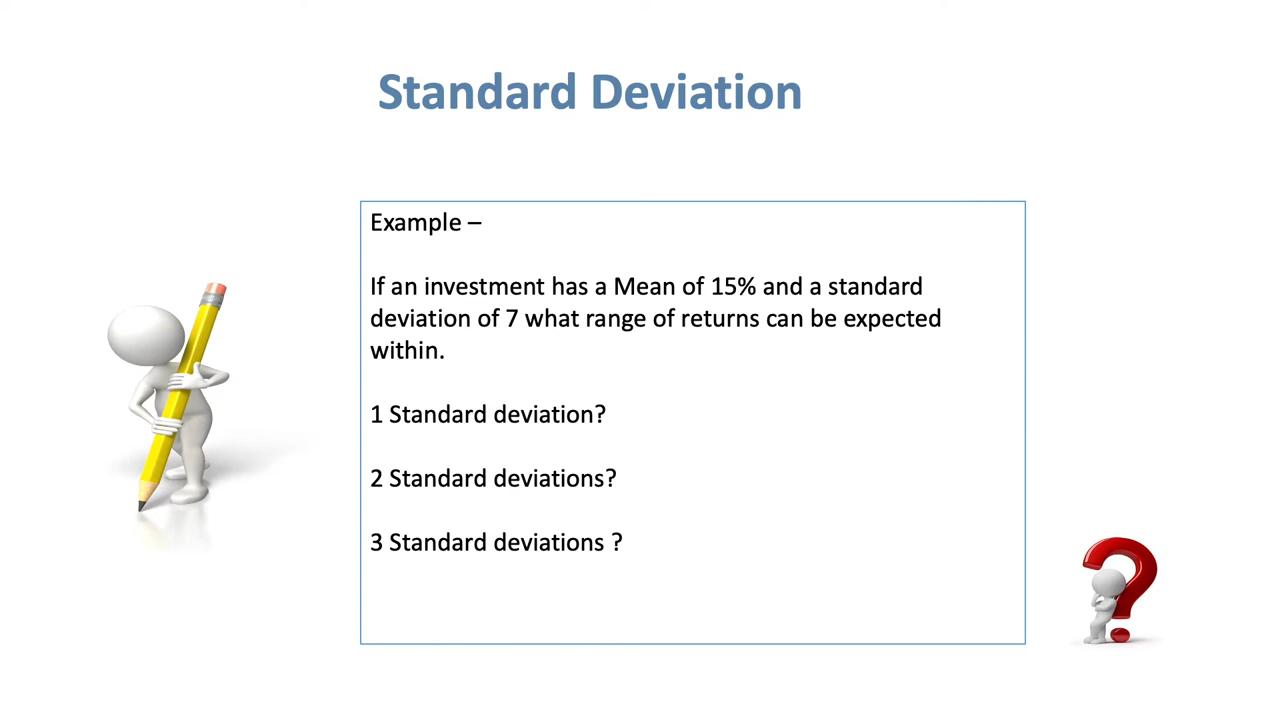 Standard Deviation
Example –
If an investment has a Mean of 15% and a standard
deviation of 7 what range of returns can be expected
within.
1 Standard deviation?
2 Standard deviations?
3 Standard deviations ?